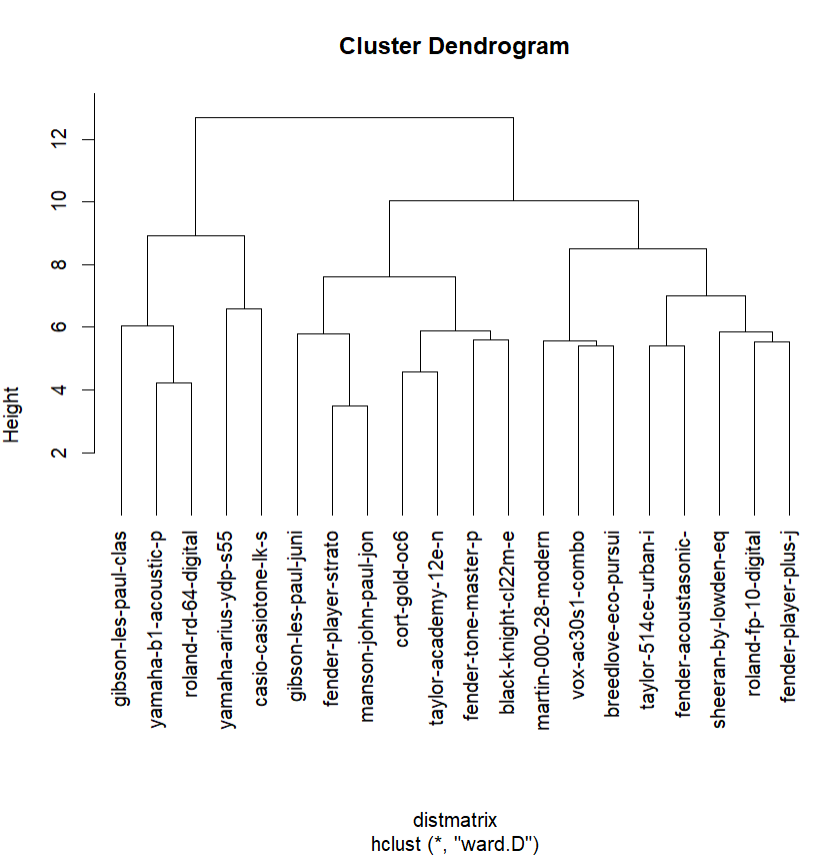 Cluster Dendrogram
Height
12
10
8
6
4
2
gibson-les-paul-clas
yamaha-b1-acoustic-p
roland-rd-64-digital
yamaha-arius-ydp-s55
casio-casiotone-lk-s
gibson-les-paul-juni
fender-player-strato
manson-john-paul-jon
cort-gold-oc6
taylor-academy-12e-n
fender-tone-master-p
black-knight-cl22m-e
martin-000-28-modern
vox-ac30s1-combo
breedlove-eco-pursui
taylor-514ce-urban-i
fender-acoustasonic-
sheeran-by-lowden-eq
roland-fp-10-digital
fender-player-plus-j
distmatrix
hclust (*, "ward.D")